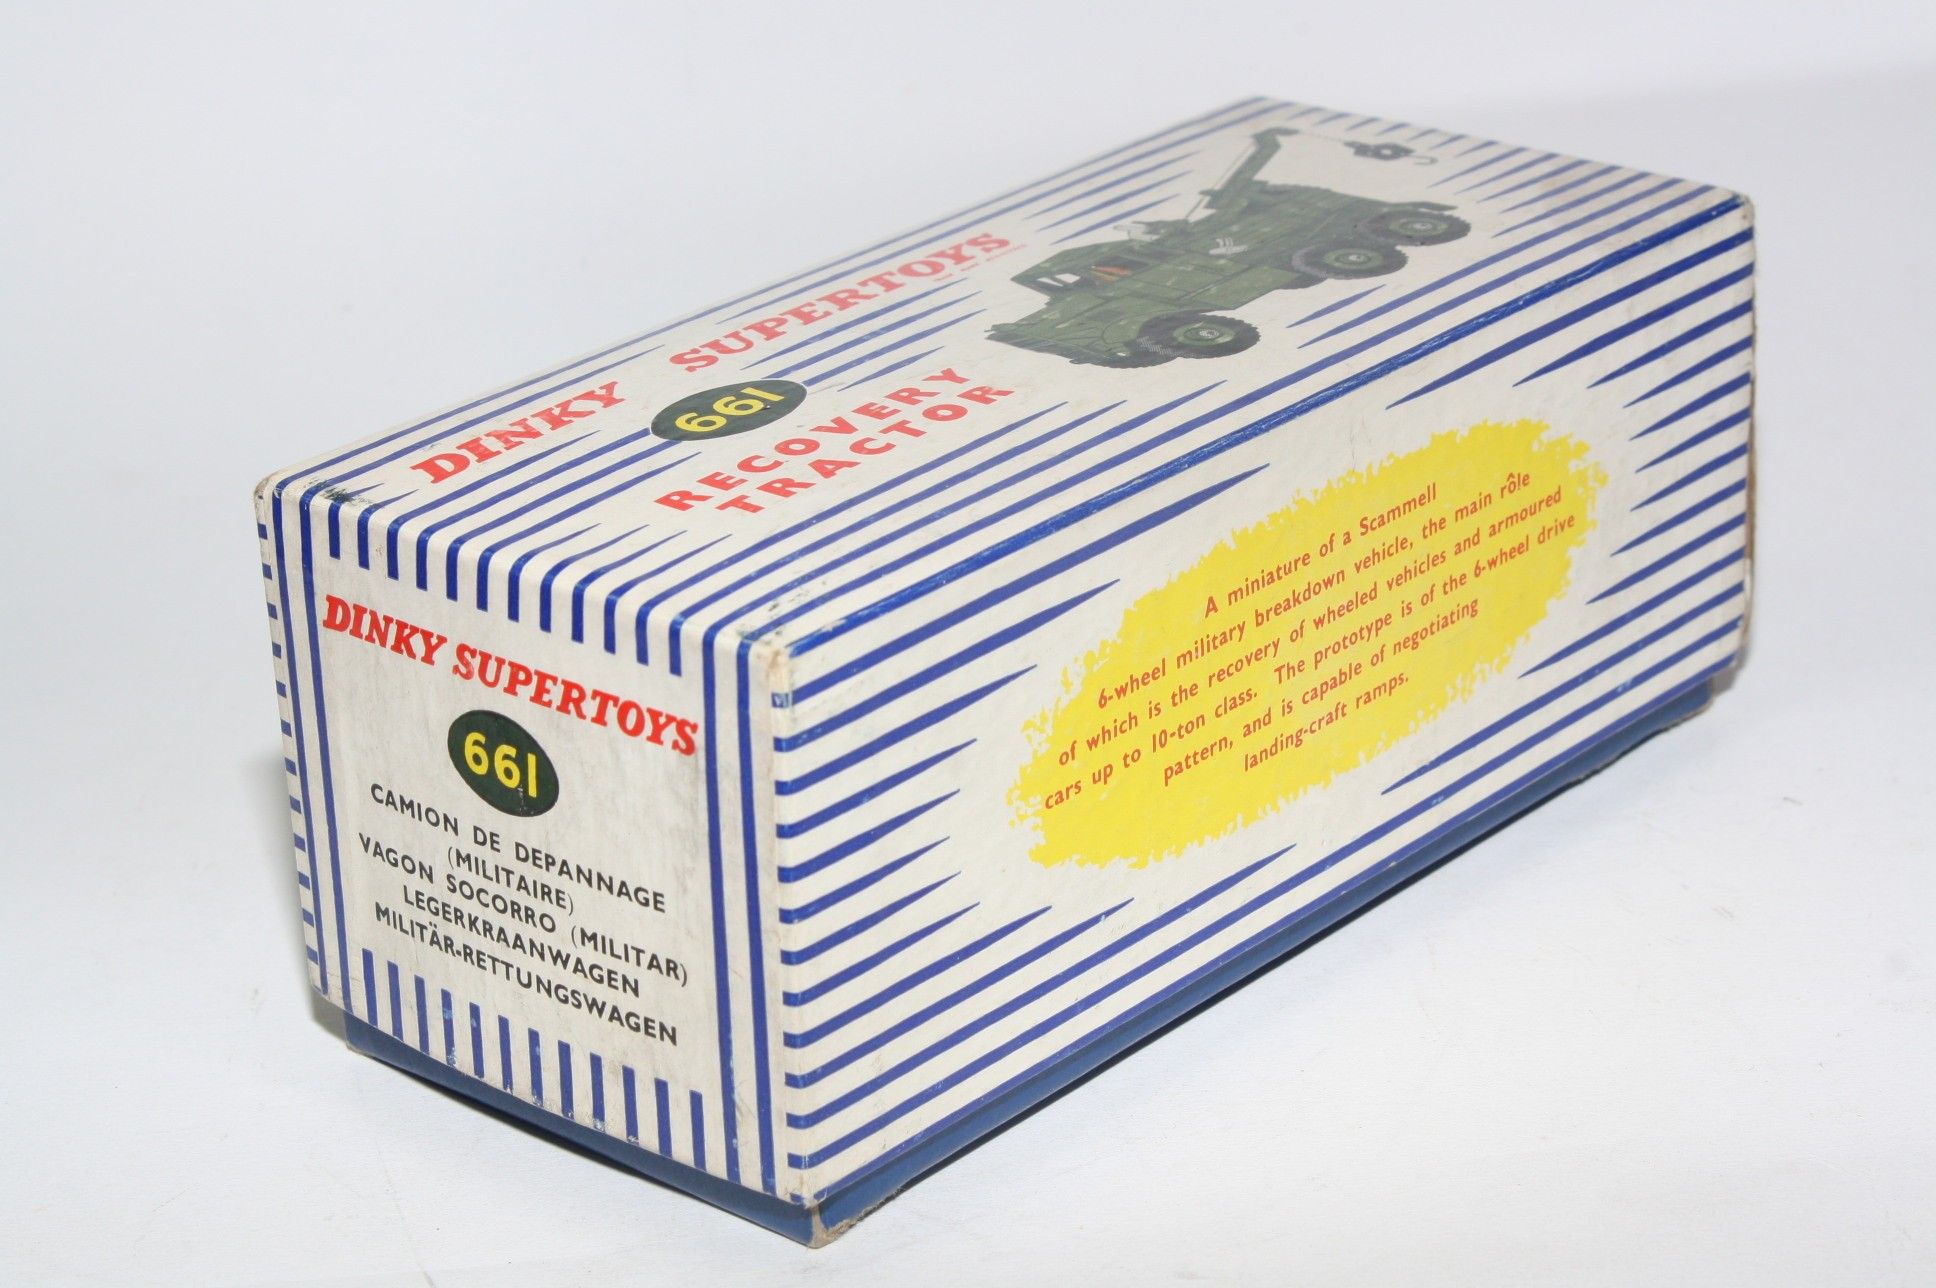 DINKY SUPERTOYS
661
RECOVERY
TRACTOR
DINKY SUPERTOYS
661
CAMION DE DEPANNAGE
(MILITAIRE)
VAGON SOCORRO (MILITAR)
LEGERKRAANWAGEN
MILITÄR-RETTUNGSWAGEN
A miniature of a Scammell
6-wheel military breakdown vehicle, the main rôle
of which is the recovery of wheeled vehicles and armoured
cars up to 10-ton class. The prototype is of the 6-wheel drive
pattern, and is capable of negotiating
landing-craft ramps.